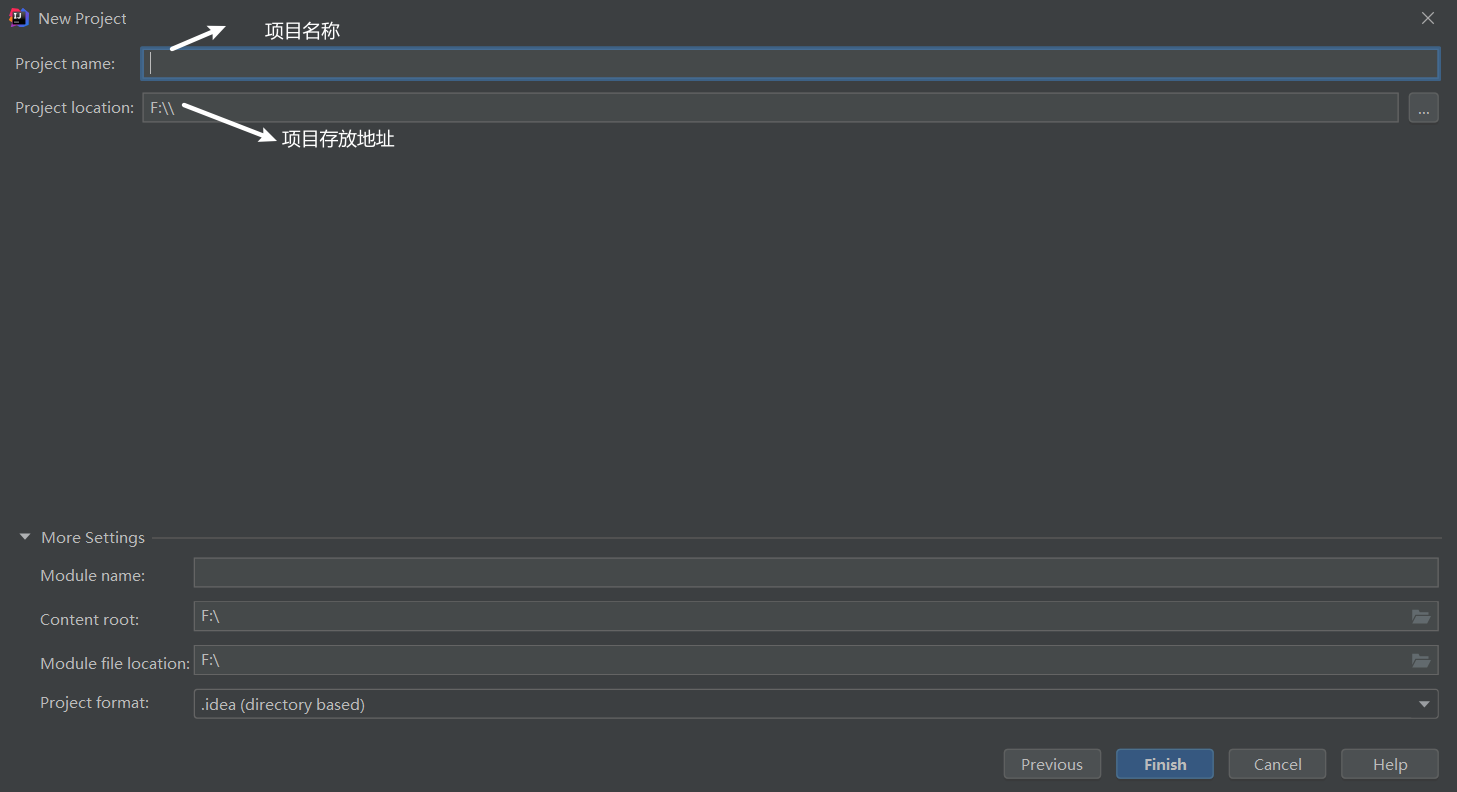 New Project
项目名称
Project name:
Project location: F:\\ ...
项目存放地址
More Settings
Module name:
Content root: F:\
Module file location: F:\
Project format: .idea (directory based)
Previous Finish Cancel Help